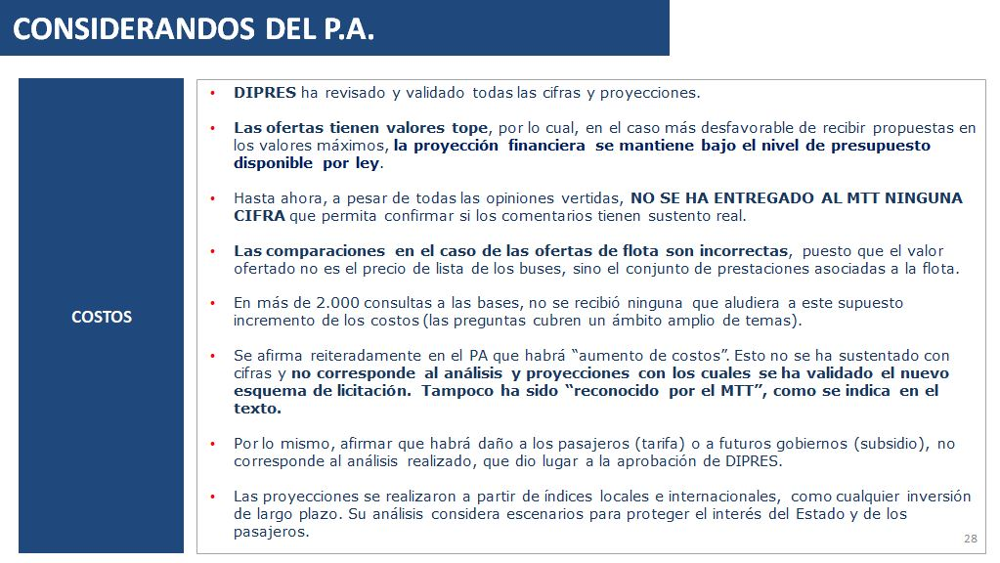 CONSIDERANDOS DEL P.A.
COSTOS
• DIPRES ha revisado y validado todas las cifras y proyecciones.
• Las ofertas tienen valores tope, por lo cual, en el caso más desfavorable de recibir propuestas en
los valores máximos, la proyección financiera se mantiene bajo el nivel de presupuesto
disponible por ley.
• Hasta ahora, a pesar de todas las opiniones vertidas, NO SE HA ENTREGADO AL MTT NINGUNA
CIFRA que permita confirmar si los comentarios tienen sustento real.
• Las comparaciones en el caso de las ofertas de flota son incorrectas, puesto que el valor
ofertado no es el precio de lista de los buses, sino el conjunto de prestaciones asociadas a la flota.
• En más de 2.000 consultas a las bases, no se recibió ninguna que aludiera a este supuesto
incremento de los costos (las preguntas cubren un ámbito amplio de temas).
• Se afirma reiteradamente en el PA que habrá “aumento de costos”. Esto no se ha sustentado con
cifras y no corresponde al análisis y proyecciones con los cuales se ha validado el nuevo
esquema de licitación. Tampoco ha sido “reconocido por el MTT”, como se indica en el
texto.
• Por lo mismo, afirmar que habrá daño a los pasajeros (tarifa) o a futuros gobiernos (subsidio), no
corresponde al análisis realizado, que dio lugar a la aprobación de DIPRES.
• Las proyecciones se realizaron a partir de índices locales e internacionales, como cualquier inversión
de largo plazo. Su análisis considera escenarios para proteger el interés del Estado y de los
pasajeros.
28